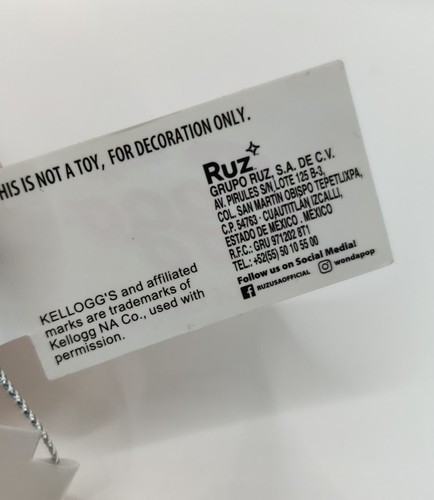 HIS IS NOT A TOY, FOR DECORATION ONLY.
Ruz
GRUPO RUZ, S.A. DE C.V.
AV. PIRULES S/N LOTE 125 B-3,
COL. SAN MARTIN OBISPO TEPETLIXPA,
C.P. 54763 · CUAUTITLAN IZCALLI,
ESTADO DE MEXICO , MEXICO
R.F.C.: GRU 971202 8T1
TEL.: +52(55) 50 10 55 00
Follow us on Social Media!
RUZUSAOFFICIAL wondapop
KELLOGG'S and affiliated
marks are trademarks of
Kellogg NA Co., used with
permission.